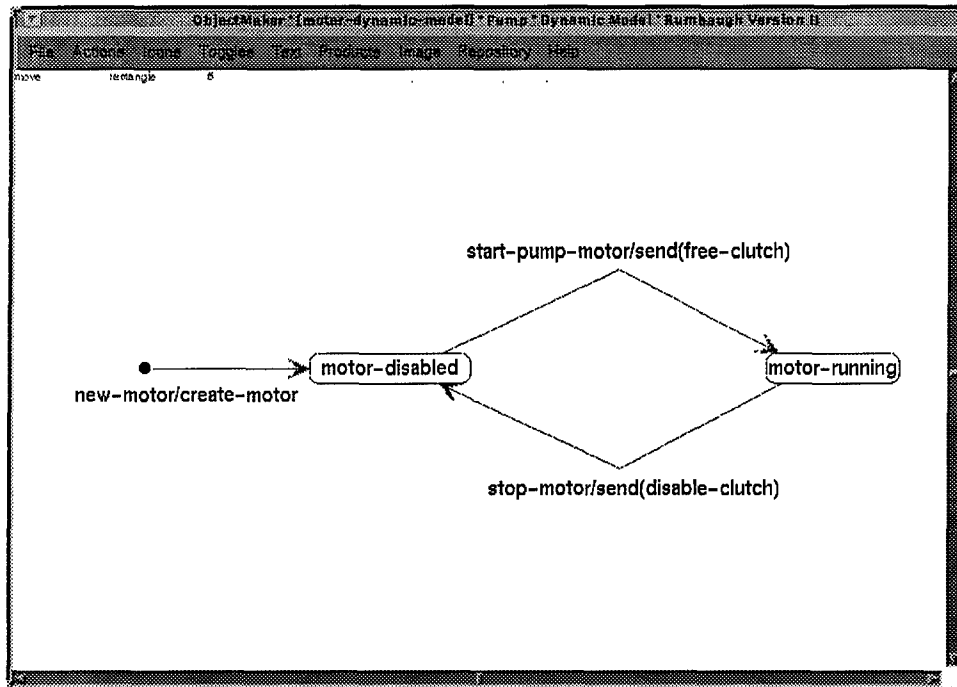 ObjectMaker * [motor-dynamic-model] * Pump * Dynamic Model * Rumbaugh Version II
File Actions Icons Toggles Text Products Image Repository Help
move rectangle 6
start-pump-motor/send(free-clutch)
motor-disabled
motor-running
new-motor/create-motor
stop-motor/send(disable-clutch)